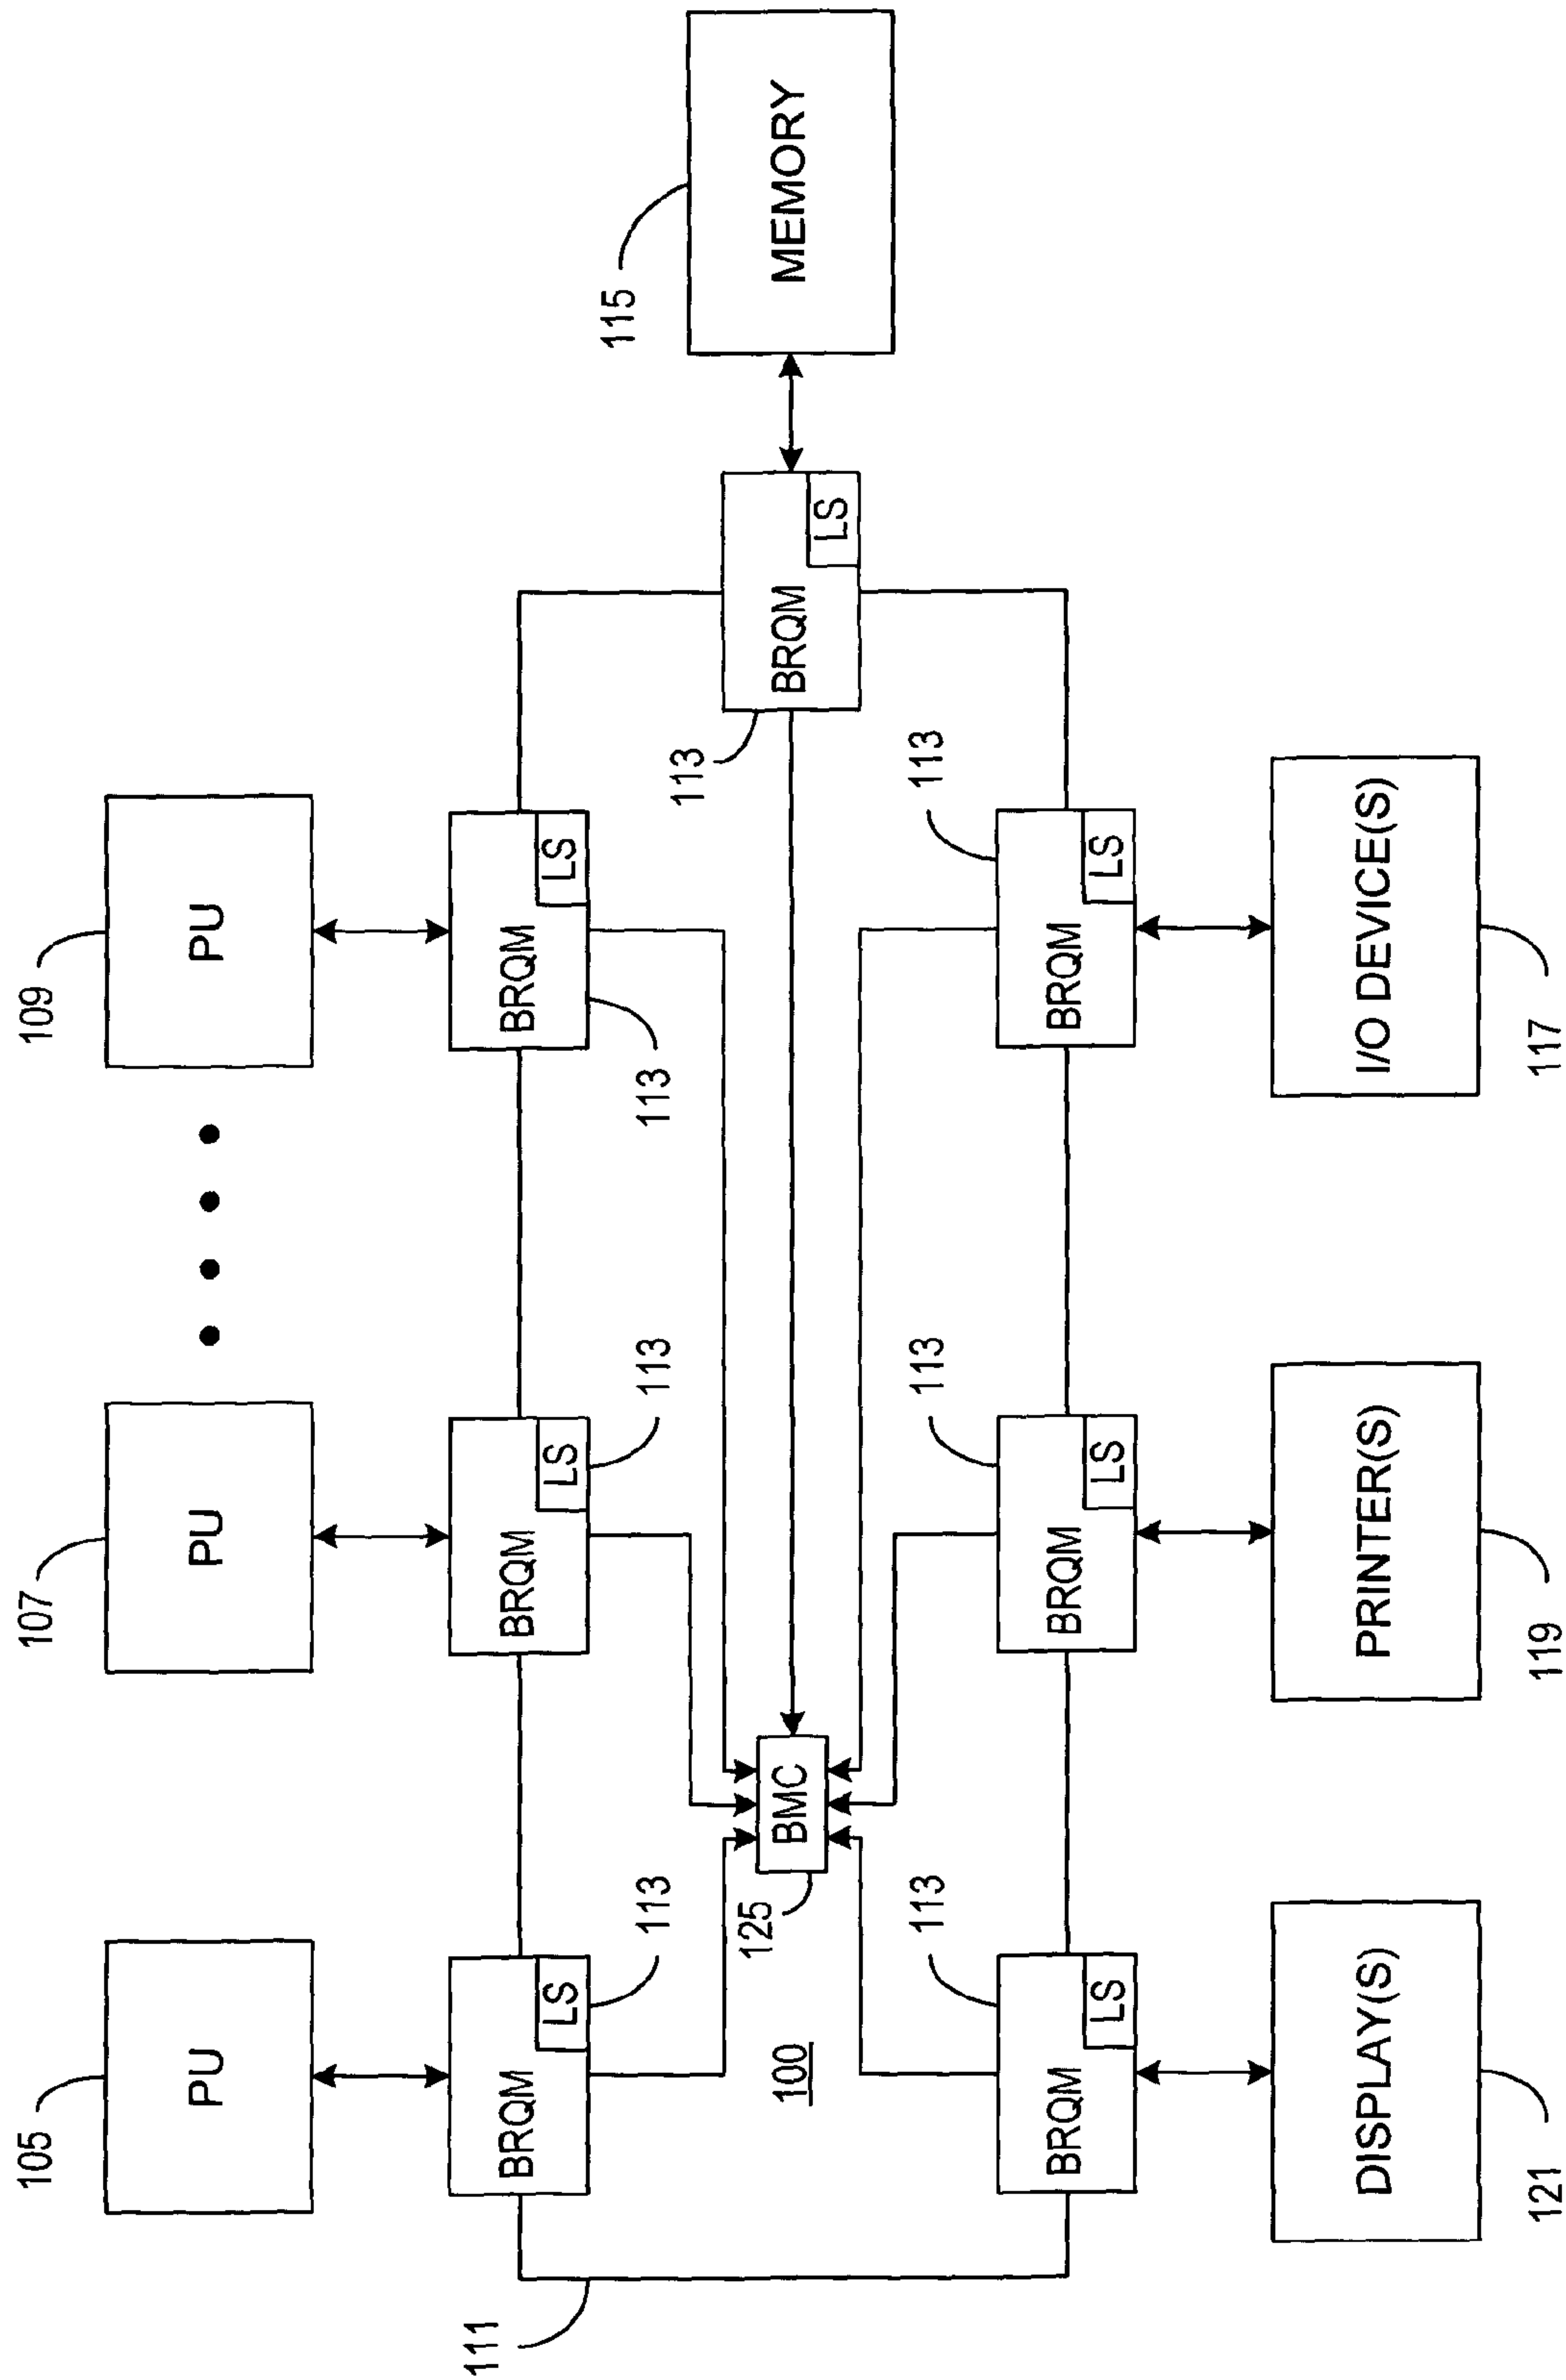 105
107
109
PU
PU
PU
BRQM
LS
113
BRQM
LS
113
BRQM
LS
113
111
100
125
BMC
113
BRQM
LS
115
MEMORY
113
BRQM
LS
113
BRQM
LS
113
BRQM
LS
DISPLAY(S)
PRINTER(S)
I/O DEVICE(S)
121
119
117